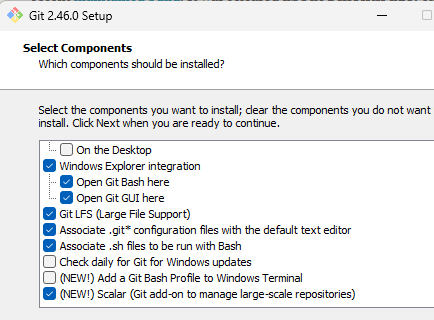 Git 2.46.0 Setup
Select Components
Which components should be installed?
Select the components you want to install; clear the components you do not want
install. Click Next when you are ready to continue.
On the Desktop
Windows Explorer integration
Open Git Bash here
Open Git GUI here
Git LFS (Large File Support)
Associate .git* configuration files with the default text editor
Associate .sh files to be run with Bash
Check daily for Git for Windows updates
(NEW!) Add a Git Bash Profile to Windows Terminal
(NEW!) Scalar (Git add-on to manage large-scale repositories)